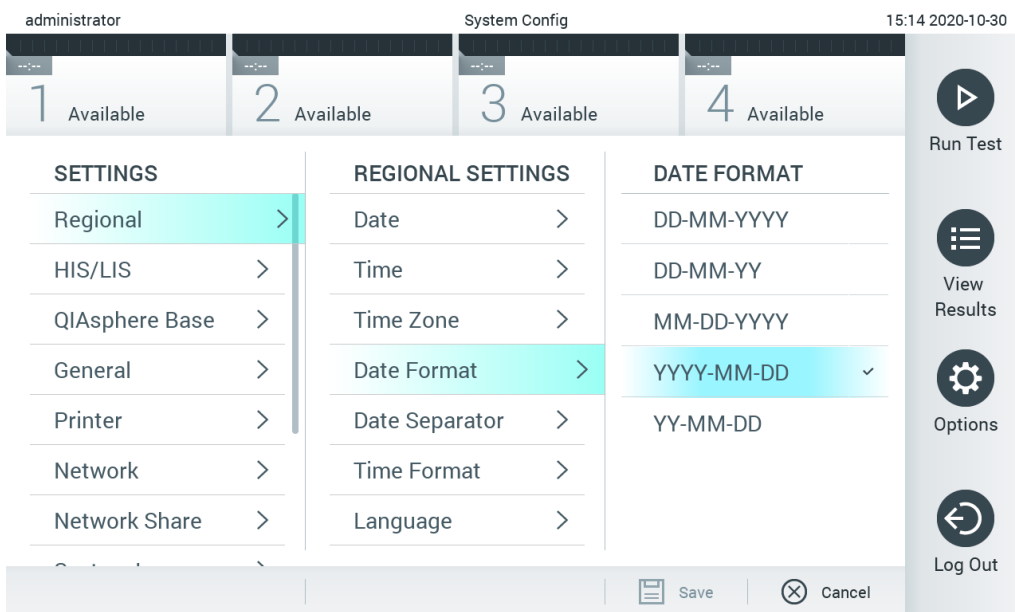 administrator
System Config
15:14 2020-10-30
--:--
--:--
--:--
--:--
1 Available
2 Available
3 Available
4 Available
Run Test
View
Results
Options
Log Out
SETTINGS
Regional
HIS/LIS
QIAsphere Base
General
Printer
Network
Network Share
REGIONAL SETTINGS
Date
Time
Time Zone
Date Format
Date Separator
Time Format
Language
DATE FORMAT
DD-MM-YYYY
DD-MM-YY
MM-DD-YYYY
YYYY-MM-DD
YY-MM-DD
Save
Cancel